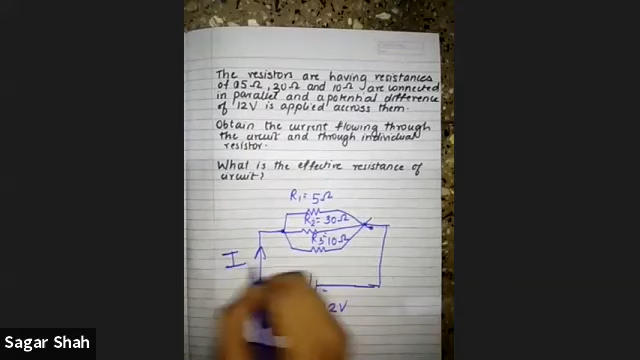 The resistors are having resistances
of 05Ω, 30Ω and 10Ω are connected
in parallel and a potential difference
of 12V is applied accross them.
Obtain the current flowing through
the circuit and through individual
resistor.
What is the effective resistance of
circuit?
R₁= 5Ω
R₂= 30Ω
R₃= 10Ω
I
2V
Sagar Shah